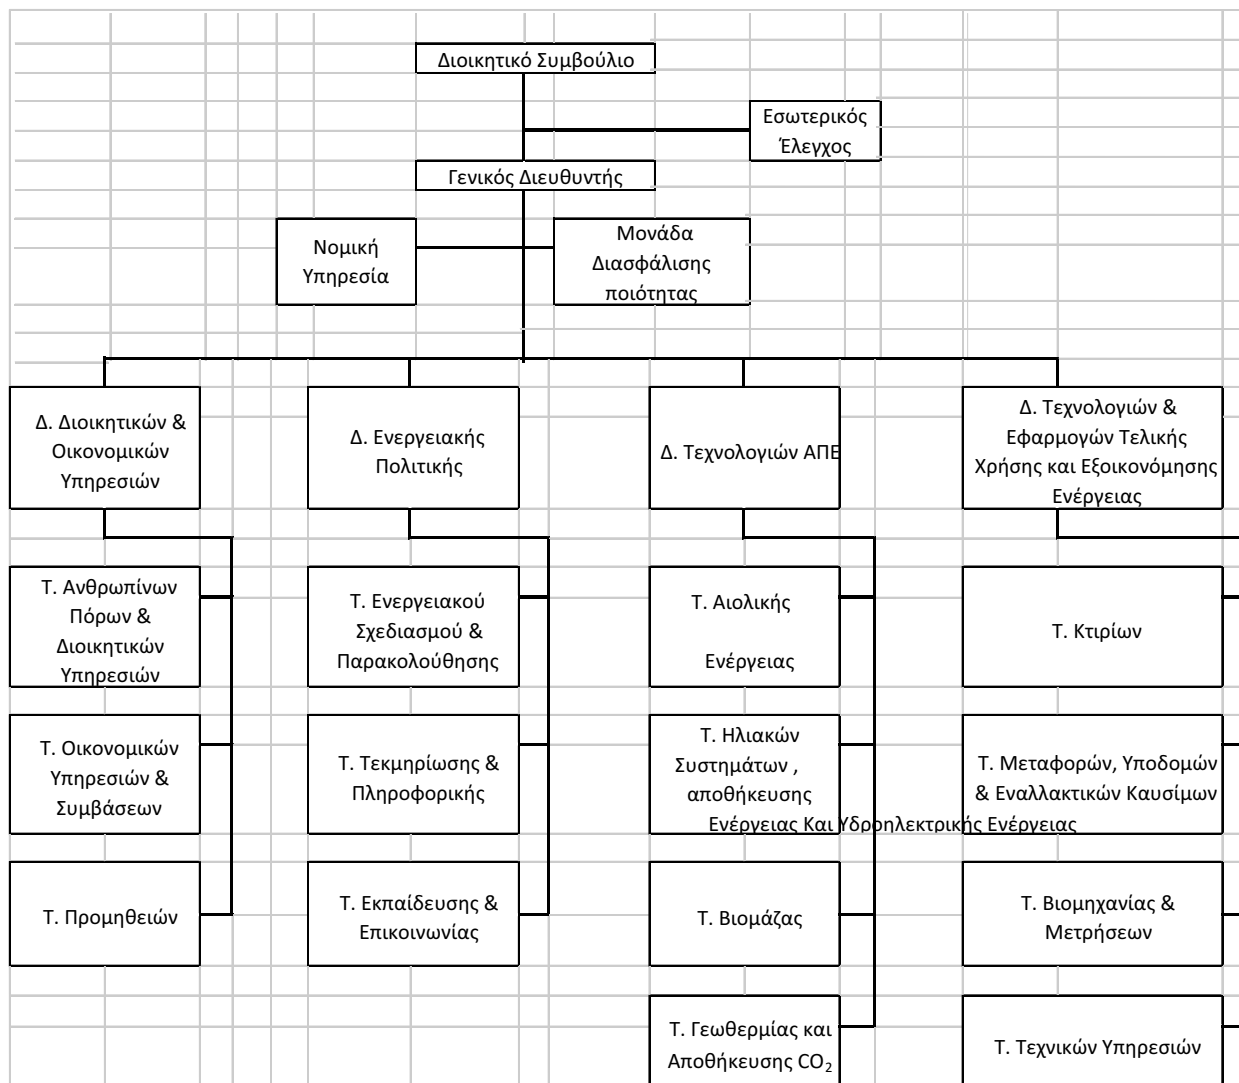 Διοικητικό Συμβούλιο
Εσωτερικός
Έλεγχος
Γενικός Διευθυντής
Νομική
Υπηρεσία
Μονάδα
Διασφάλισης
ποιότητας
Δ. Διοικητικών &
Οικονομικών
Υπηρεσιών
Δ. Ενεργειακής
Πολιτικής
Δ. Τεχνολογιών ΑΠΕ
Δ. Τεχνολογιών &
Εφαρμογών Τελικής
Χρήσης και Εξοικονόμησης
Ενέργειας
Τ. Ανθρωπίνων
Πόρων &
Διοικητικών
Υπηρεσιών
Τ. Ενεργειακού
Σχεδιασμού &
Παρακολούθησης
Τ. Αιολικής
Ενέργειας
Τ. Κτιρίων
Τ. Οικονομικών
Υπηρεσιών &
Συμβάσεων
Τ. Τεκμηρίωσης &
Πληροφορικής
Τ. Ηλιακών
Συστημάτων ,
αποθήκευσης
Ενέργειας Και Υδροηλεκτρικής Ενέργειας
Τ. Μεταφορών, Υποδομών
& Εναλλακτικών Καυσίμων
Τ. Προμηθειών
Τ. Εκπαίδευσης &
Επικοινωνίας
Τ. Βιομάζας
Τ. Βιομηχανίας &
Μετρήσεων
Τ. Γεωθερμίας και
Αποθήκευσης CO₂
Τ. Τεχνικών Υπηρεσιών